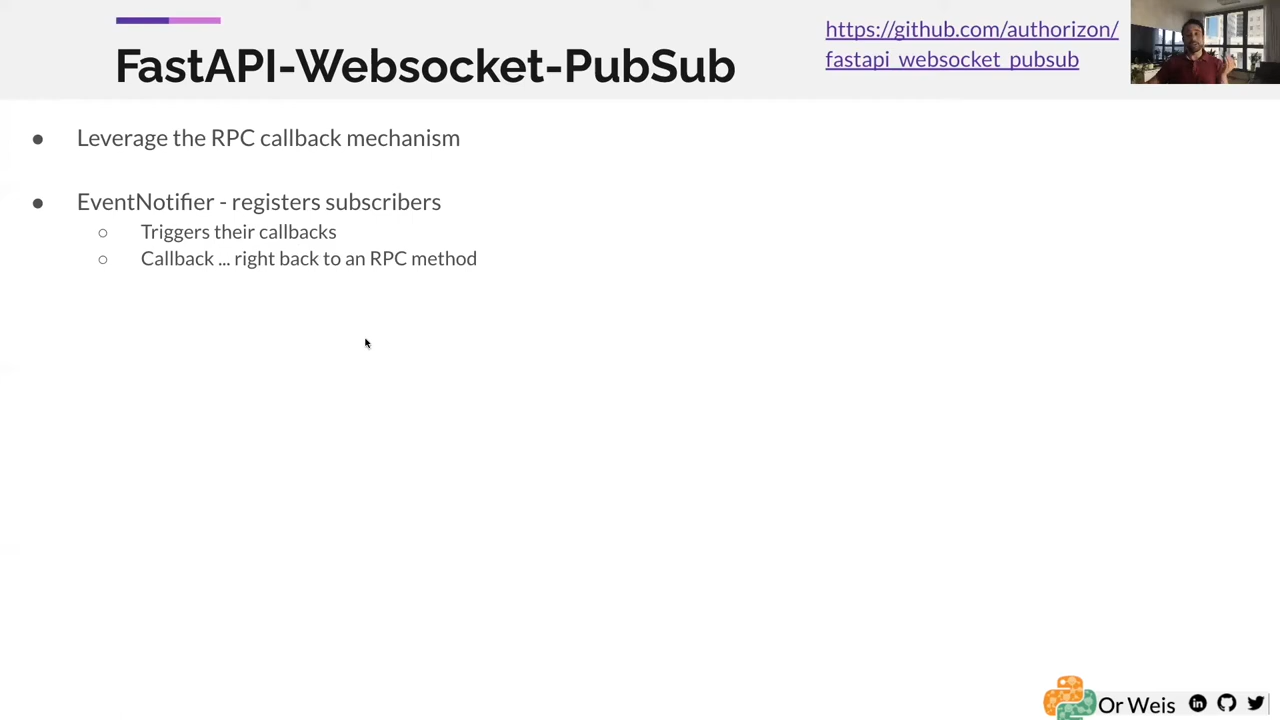 FastAPI-Websocket-PubSub
https://github.com/authorizon/
fastapi_websocket_pubsub
● Leverage the RPC callback mechanism
● EventNotifier - registers subscribers
○ Triggers their callbacks
○ Callback ... right back to an RPC method
Or Weis